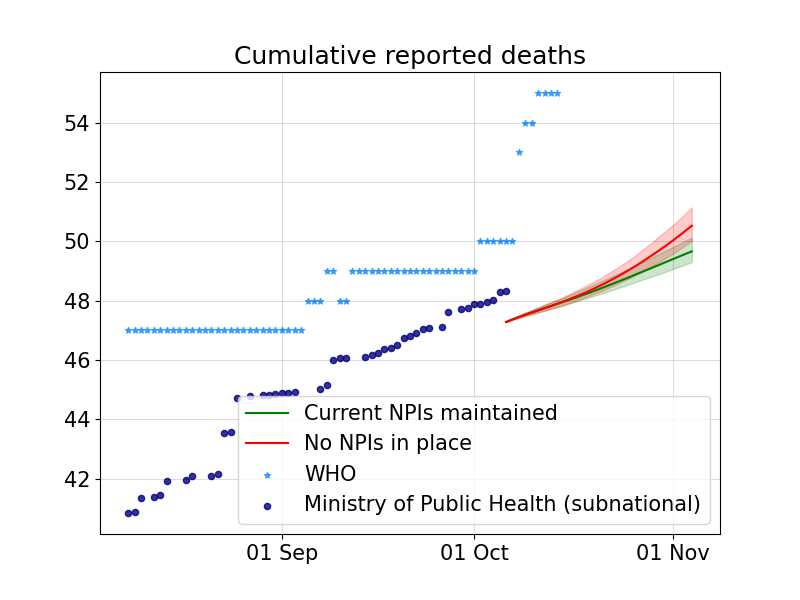 Cumulative reported deaths
54
52
50
48
46
44
42
Current NPIs maintained
No NPIs in place
WHO
Ministry of Public Health (subnational)
01 Sep
01 Oct
01 Nov